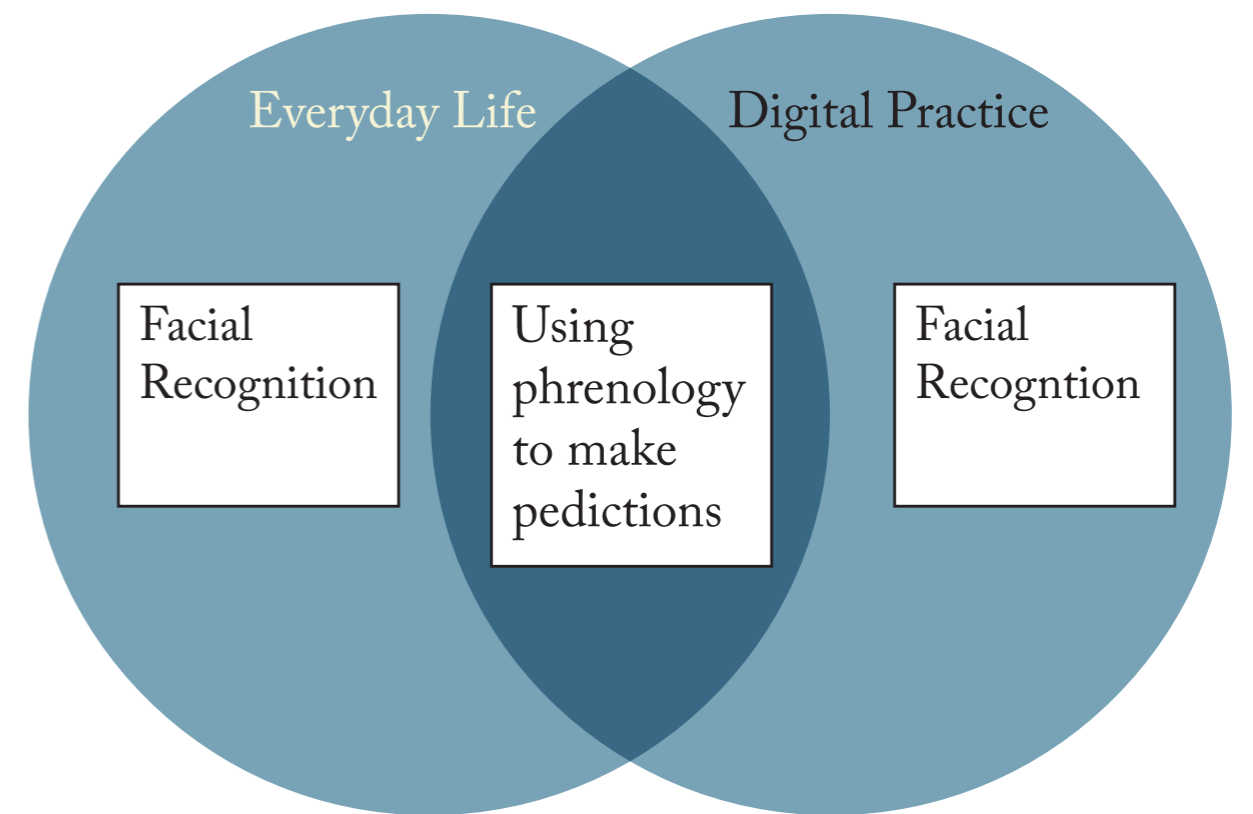 Everyday Life
Digital Practice
Facial
Recognition
Using
phrenology
to make
pedictions
Facial
Recogntion